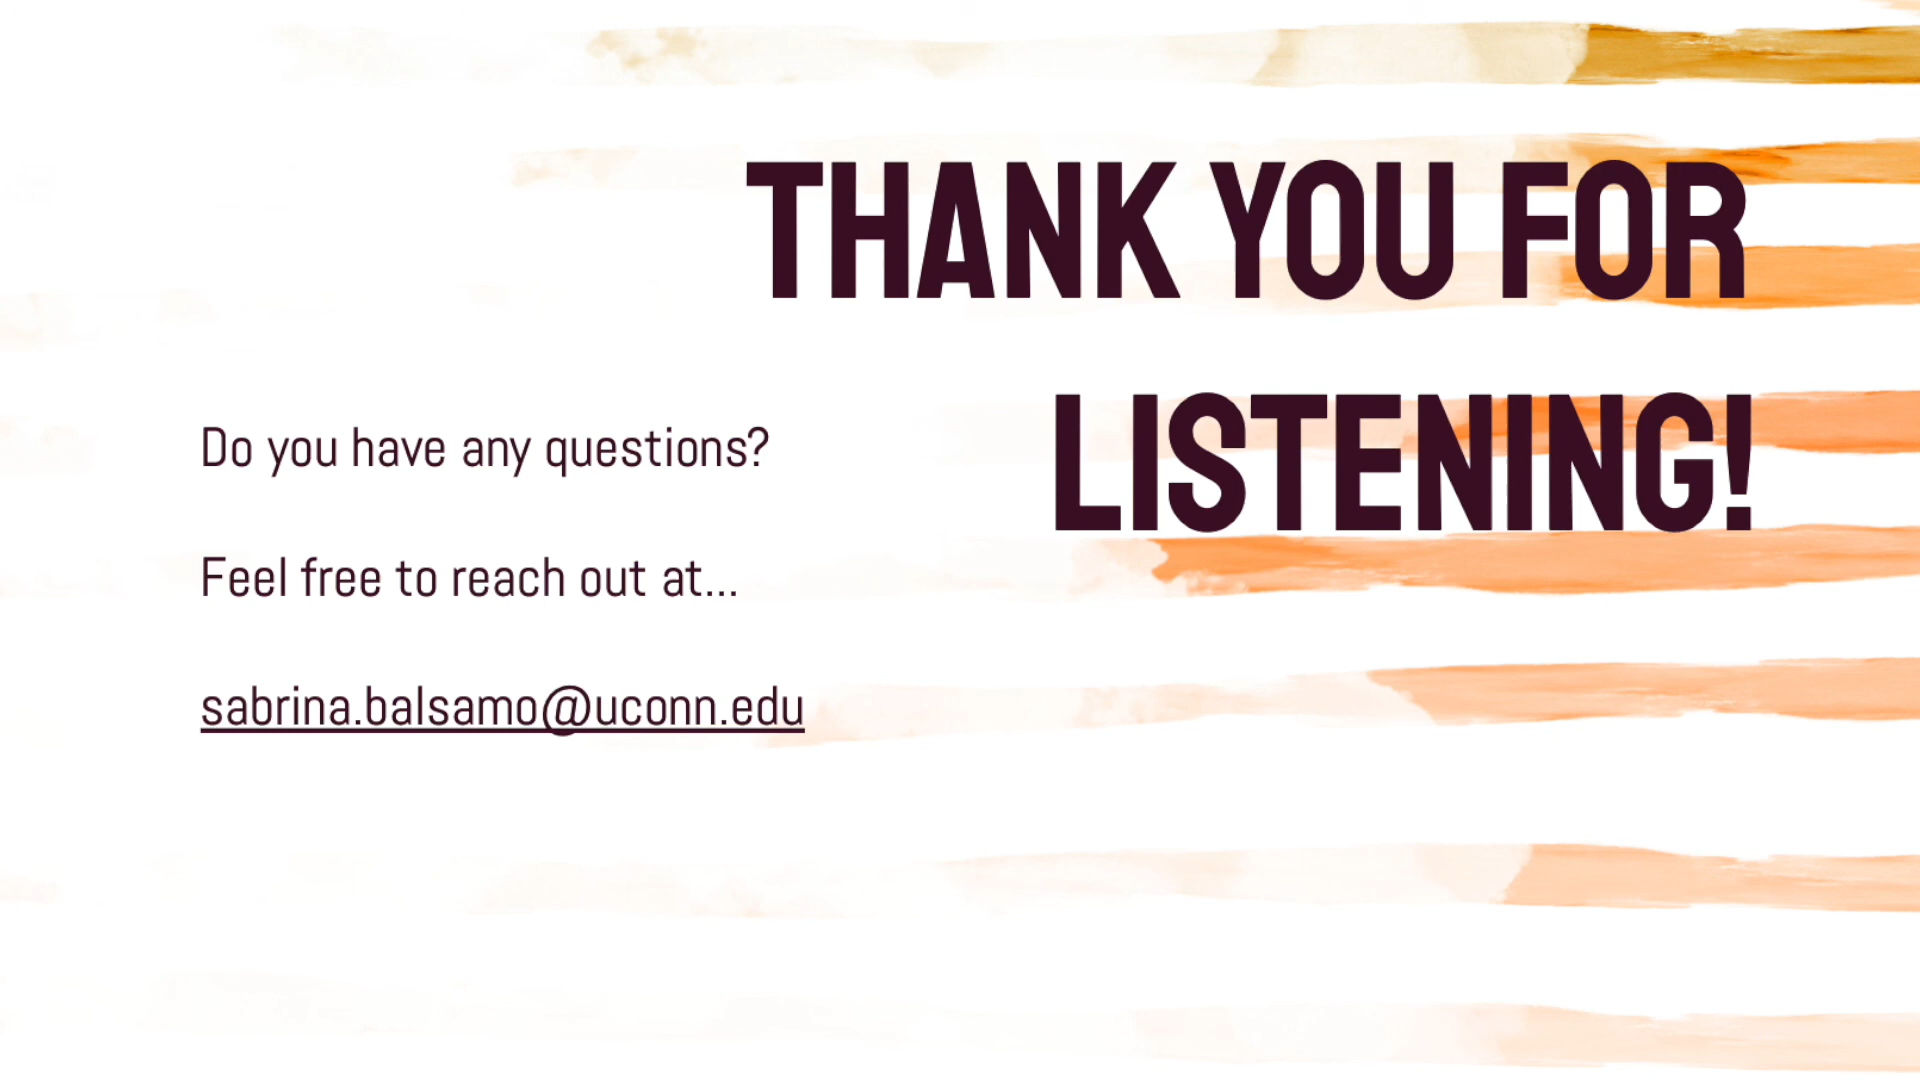 THANK YOU FOR
LISTENING!
Do you have any questions?
Feel free to reach out at...
sabrina.balsamo@uconn.edu